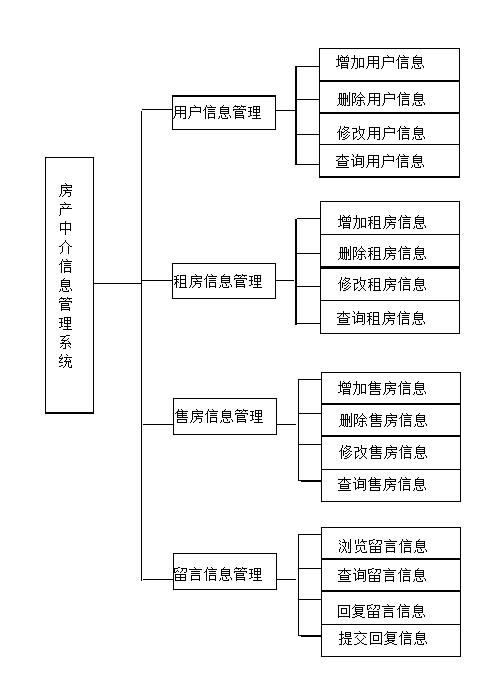 房产中介信息管理系统
用户信息管理
增加用户信息
删除用户信息
修改用户信息
查询用户信息
租房信息管理
增加租房信息
删除租房信息
修改租房信息
查询租房信息
售房信息管理
增加售房信息
删除售房信息
修改售房信息
查询售房信息
留言信息管理
浏览留言信息
查询留言信息
回复留言信息
提交回复信息